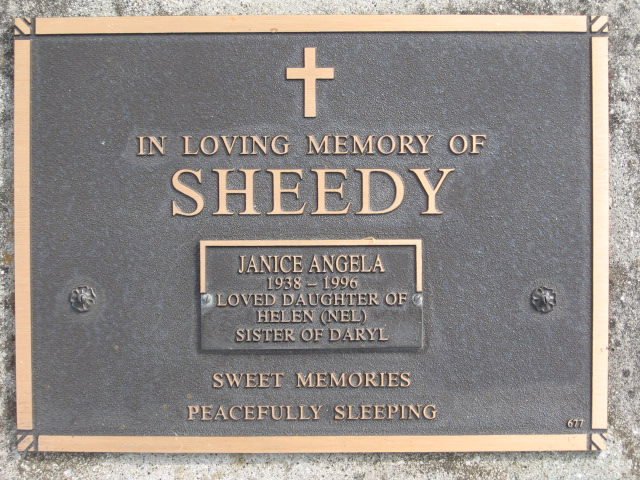 IN LOVING MEMORY OF
SHEEDY
JANICE ANGELA
1938 – 1996
LOVED DAUGHTER OF
HELEN (NEL)
SISTER OF DARYL
SWEET MEMORIES
PEACEFULLY SLEEPING
677